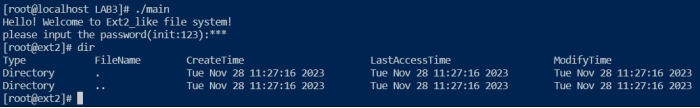 [root@localhost LAB3]# ./main
Hello! Welcome to Ext2_like file system!
please input the password(init:123):***
[root@ext2]# dir
Type FileName CreateTime LastAccessTime ModifyTime
Directory . Tue Nov 28 11:27:16 2023 Tue Nov 28 11:27:16 2023 Tue Nov 28 11:27:16 2023
Directory .. Tue Nov 28 11:27:16 2023 Tue Nov 28 11:27:16 2023 Tue Nov 28 11:27:16 2023
[root@ext2]#